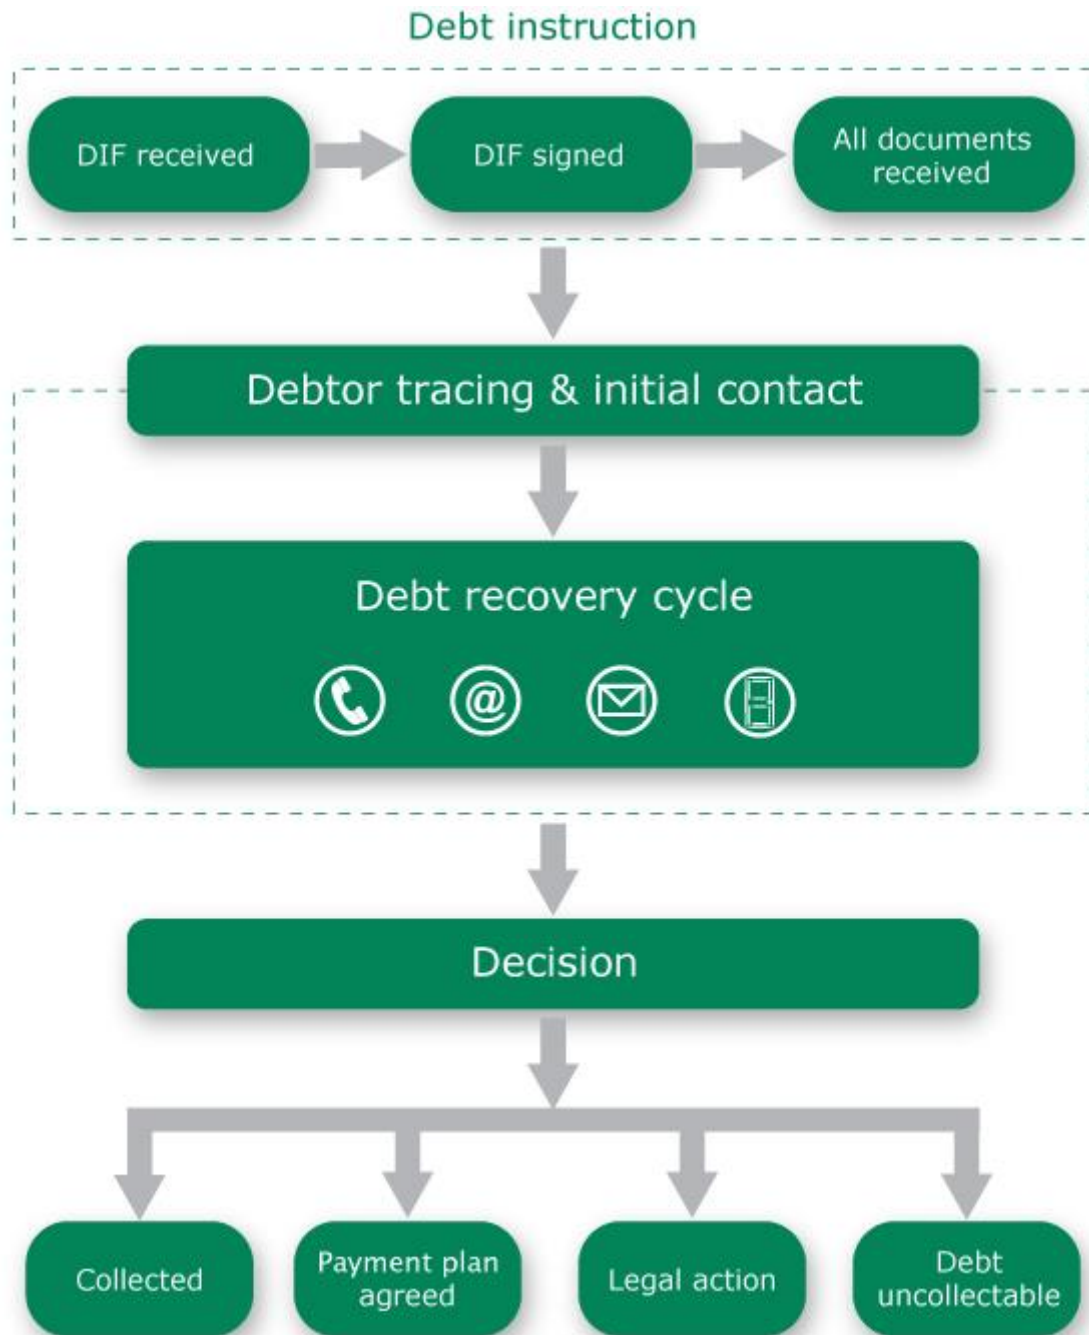 Debt instruction
DIF received
DIF signed
All documents
received
Debtor tracing & initial contact
Debt recovery cycle
@
Decision
Collected
Payment plan
agreed
Legal action
Debt
uncollectable